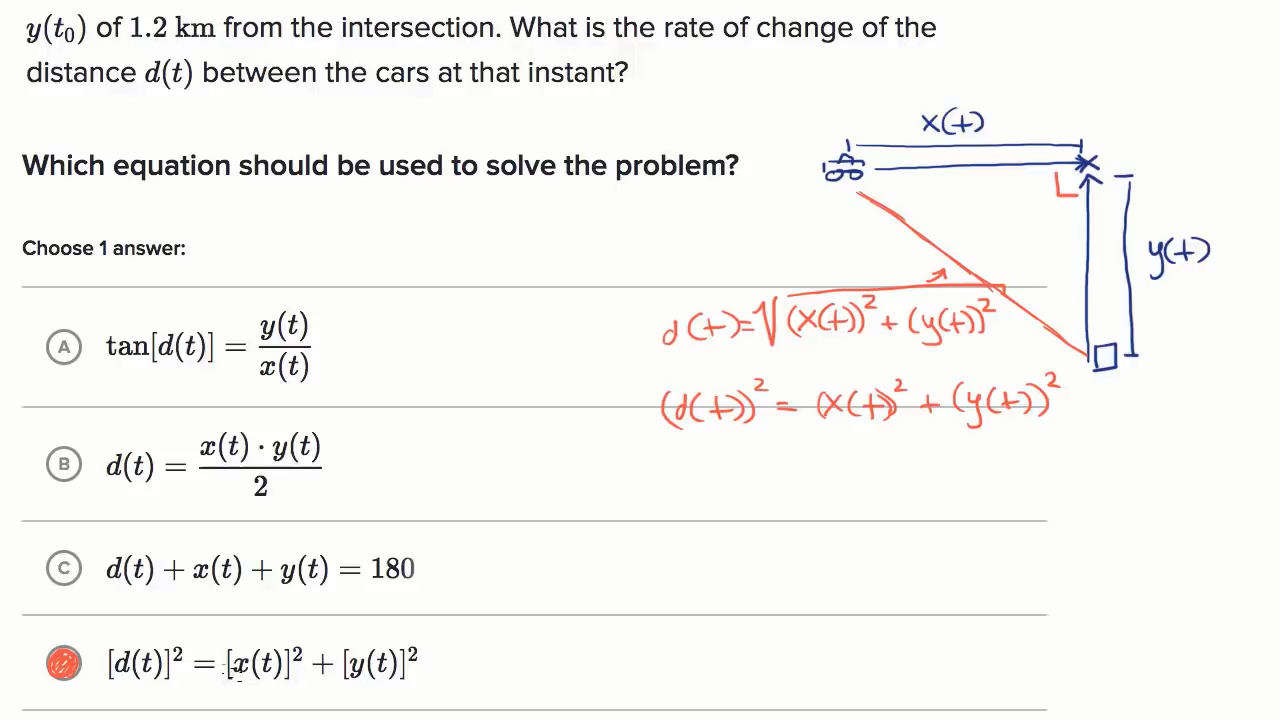 y(t₀) of 1.2 km from the intersection. What is the rate of change of the
distance d(t) between the cars at that instant?
Which equation should be used to solve the problem?
Choose 1 answer:
A tan[d(t)] = y(t)/x(t)
B d(t) = x(t) · y(t)/2
C d(t) + x(t) + y(t) = 180
[d(t)]² = [x(t)]² + [y(t)]²
x(t)
y(t)
d(t)=√(x(t))² + (y(t))²
(d(t))² = (x(t))² + (y(t))²